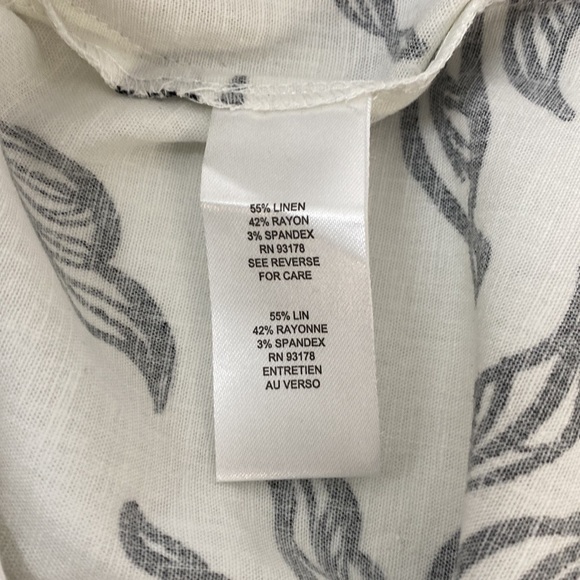 55% LINEN
42% RAYON
3% SPANDEX
RN 93178
SEE REVERSE
FOR CARE
55% LIN
42% RAYONNE
3% SPANDEX
RN 93178
ENTRETIEN
AU VERSO